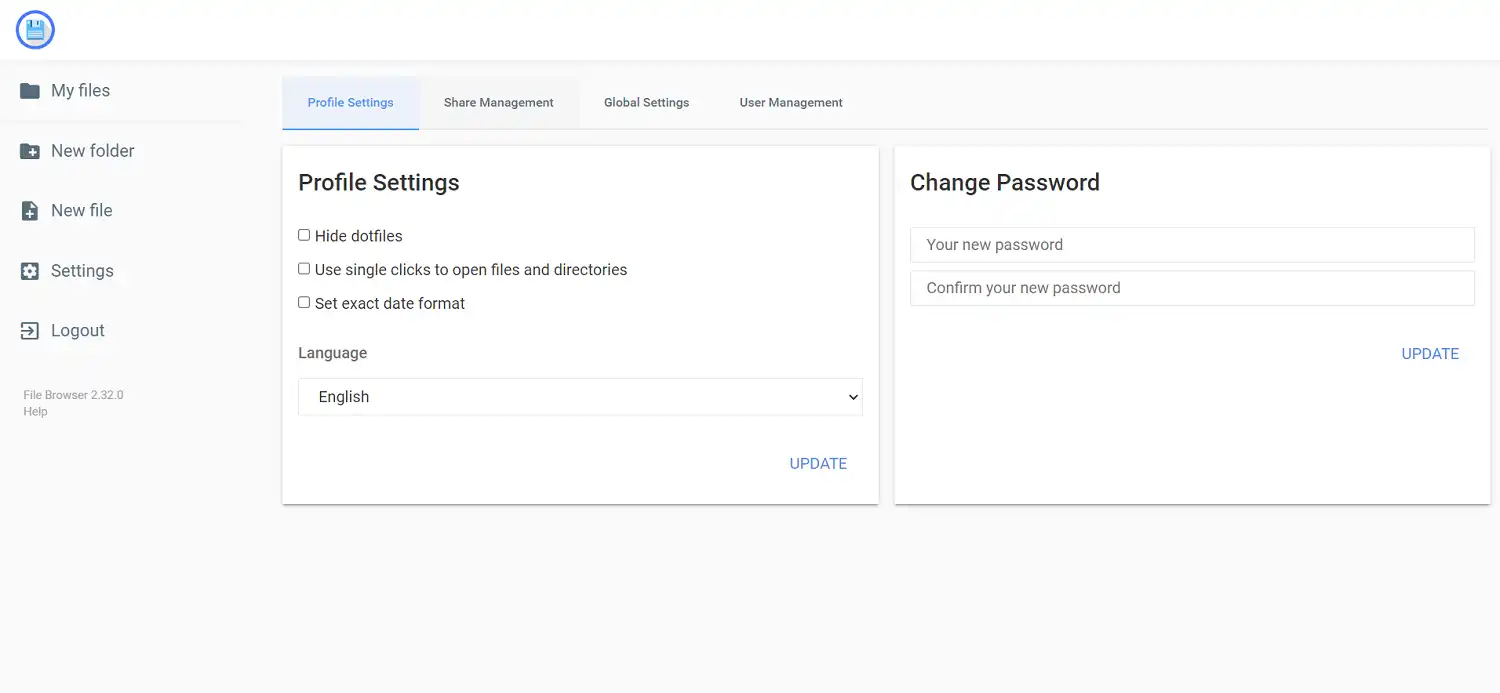 My files
New folder
New file
Settings
Logout
File Browser 2.32.0
Help
Profile Settings
Share Management
Global Settings
User Management
Profile Settings
Hide dotfiles
Use single clicks to open files and directories
Set exact date format
Language
English
UPDATE
Change Password
Your new password
Confirm your new password
UPDATE